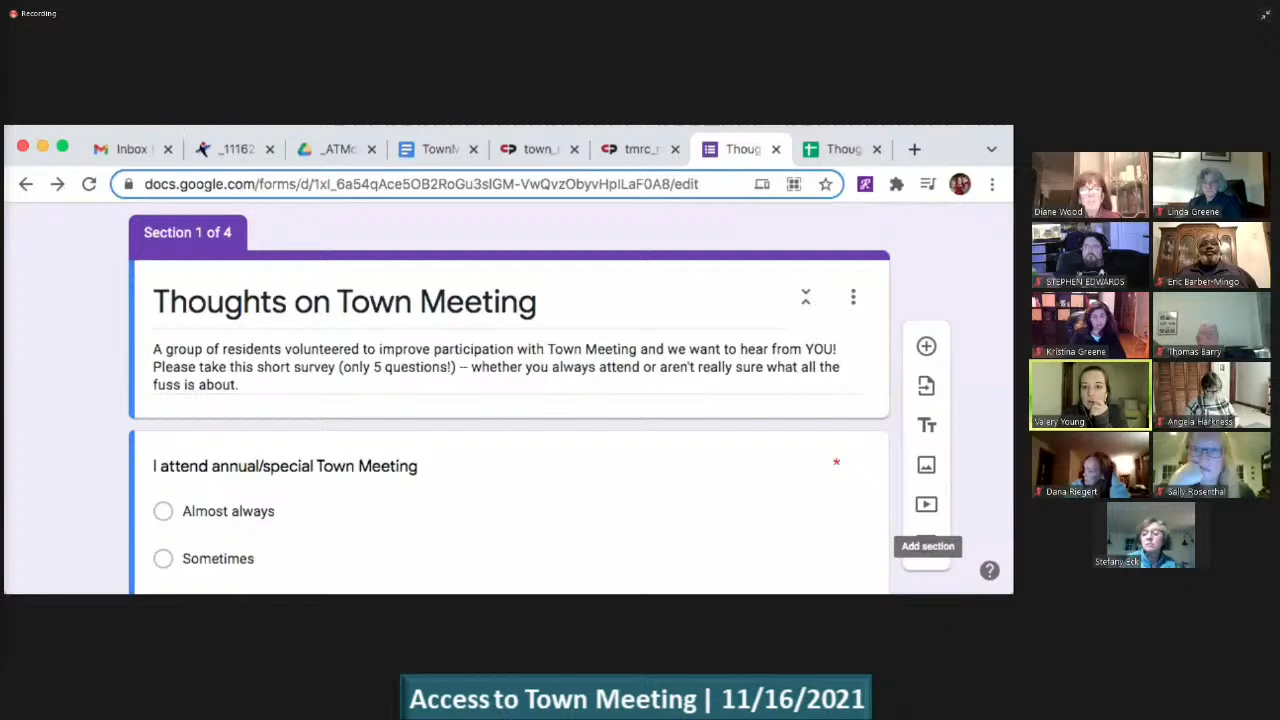 Recording
Inbox
_11162
_ATMc
TownM
town_
tmrc_r
Thoug
Thoug
docs.google.com/forms/d/1xl_6a54qAce5OB2RoGu3slGM-VwQvzObyvHplLaF0A8/edit
Section 1 of 4
Thoughts on Town Meeting
A group of residents volunteered to improve participation with Town Meeting and we want to hear from YOU!
Please take this short survey (only 5 questions!) -- whether you always attend or aren't really sure what all the
fuss is about.
I attend annual/special Town Meeting *
Almost always
Sometimes
Add section
Diane Wood
Linda Greene
STEPHEN EDWARDS
Eric Barber-Mingo
Kristina Greene
Thomas Barry
Valery Young
Angela Harkness
Dana Riegert
Sally Rosenthal
Stefany Eck
Access to Town Meeting | 11/16/2021